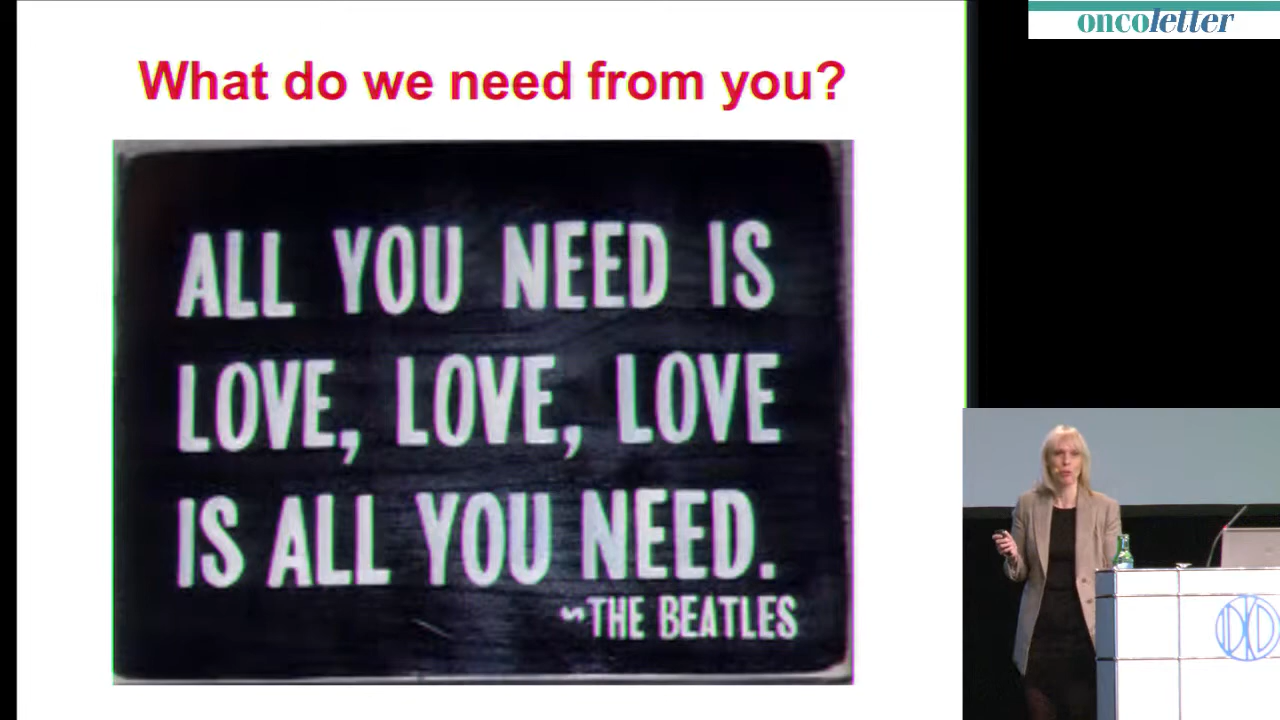 oncoletter
What do we need from you?
ALL YOU NEED IS
LOVE, LOVE, LOVE
IS ALL YOU NEED.
~THE BEATLES